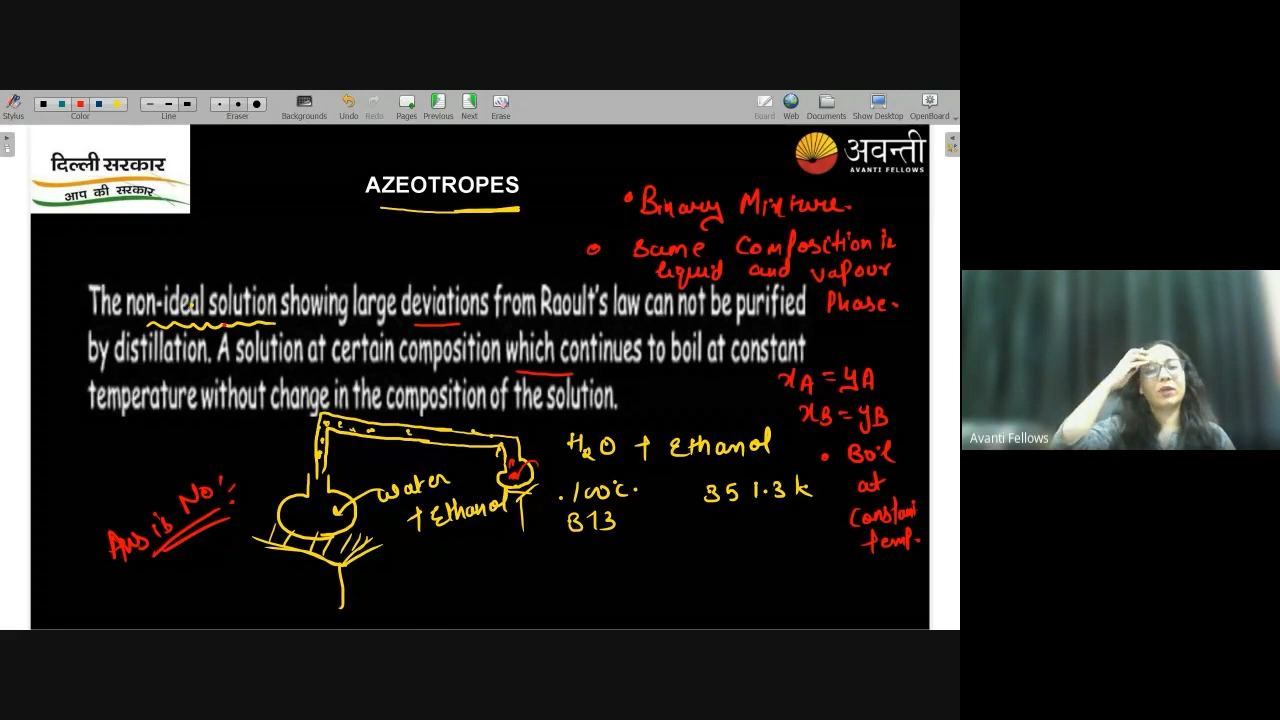 Stylus
Color
Line
Eraser
Backgrounds
Undo
Redo
Pages
Previous
Next
Erase
Board
Web
Documents
Show Desktop
OpenBoard
दिल्ली सरकार
आप की सरकार
अवन्ती
AVANTI FELLOWS
AZEOTROPES
• Binary Mixture.
• Same Composition in
liquid and vapour
Phase.
The non-ideal solution showing large deviations from Raoult's law can not be purified
by distillation. A solution at certain composition which continues to boil at constant
temperature without change in the composition of the solution.
xA = yA
xB = yB
• Boil
at
Constant
temp.
H2O + Ethanol
.100°c. 351.3 k
373
water
+ Ethanol
Ans is No!
Avanti Fellows